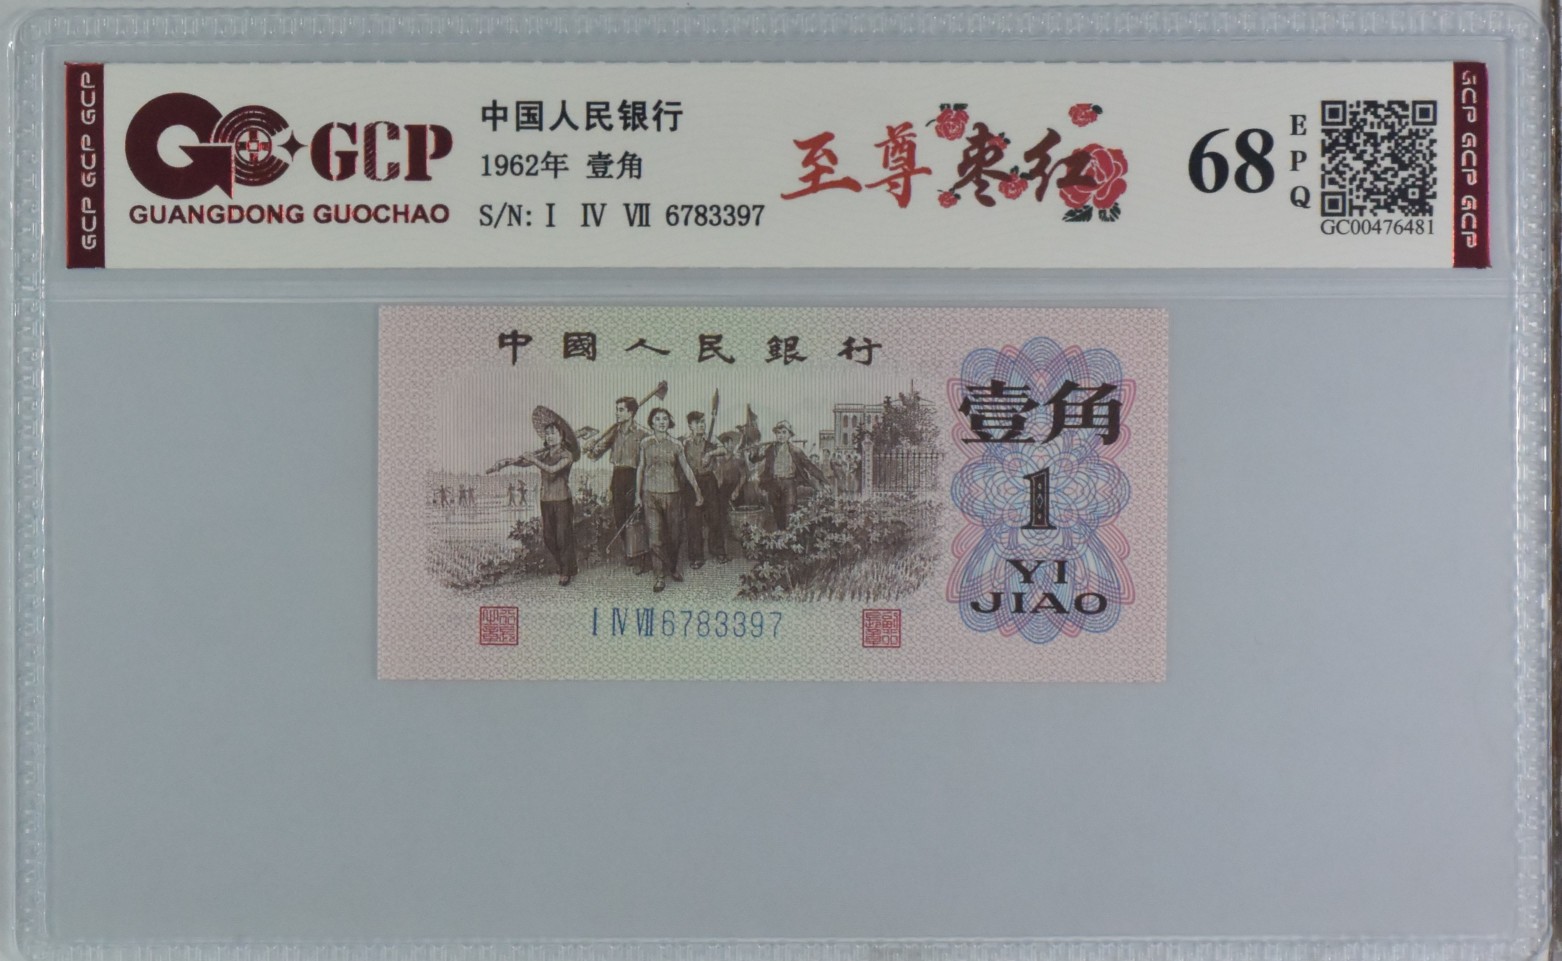 GCP
GUANGDONG GUOCHAO
中国人民银行
1962年 壹角
S/N: Ⅰ Ⅳ Ⅶ 6783397
至尊枣红
68
EPQ
GC00476481
GCP GCP GCP
GCP GCP GCP
中國人民銀行
壹角
1
YI
JIAO
Ⅰ Ⅳ Ⅶ 6783397